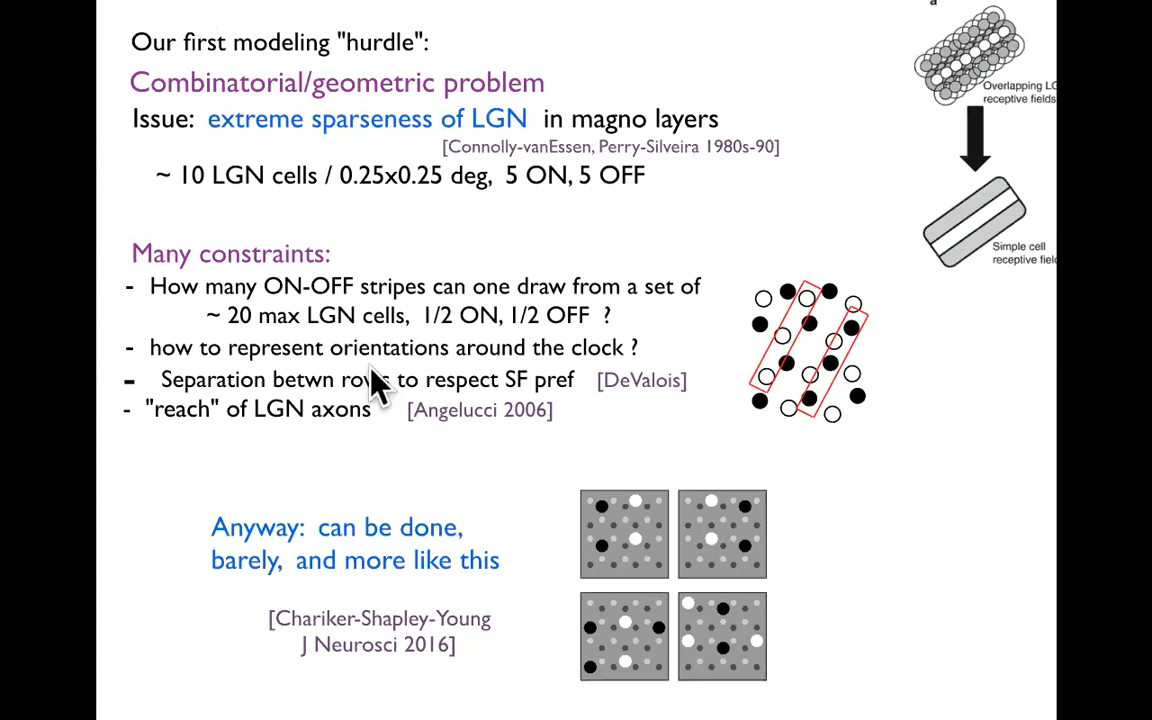 Our first modeling "hurdle":
Combinatorial/geometric problem
Issue: extreme sparseness of LGN in magno layers
[Connolly-vanEssen, Perry-Silveira 1980s-90]
~ 10 LGN cells / 0.25x0.25 deg, 5 ON, 5 OFF
a
Overlapping LG
receptive fields
Simple cell
receptive fiel
Many constraints:
- How many ON-OFF stripes can one draw from a set of
~ 20 max LGN cells, 1/2 ON, 1/2 OFF ?
- how to represent orientations around the clock ?
- Separation betwn rows to respect SF pref [DeValois]
- "reach" of LGN axons [Angelucci 2006]
Anyway: can be done,
barely, and more like this
[Chariker-Shapley-Young
J Neurosci 2016]